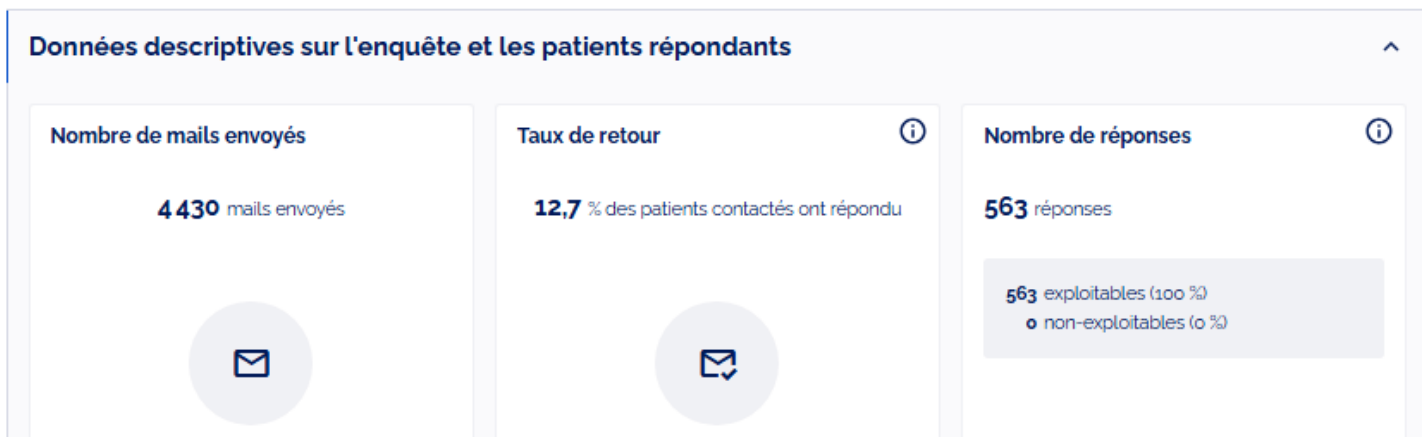 Données descriptives sur l'enquête et les patients répondants
Nombre de mails envoyés
4 430 mails envoyés
Taux de retour
12,7 % des patients contactés ont répondu
Nombre de réponses
563 réponses
563 exploitables (100 %)
0 non-exploitables (0 %)